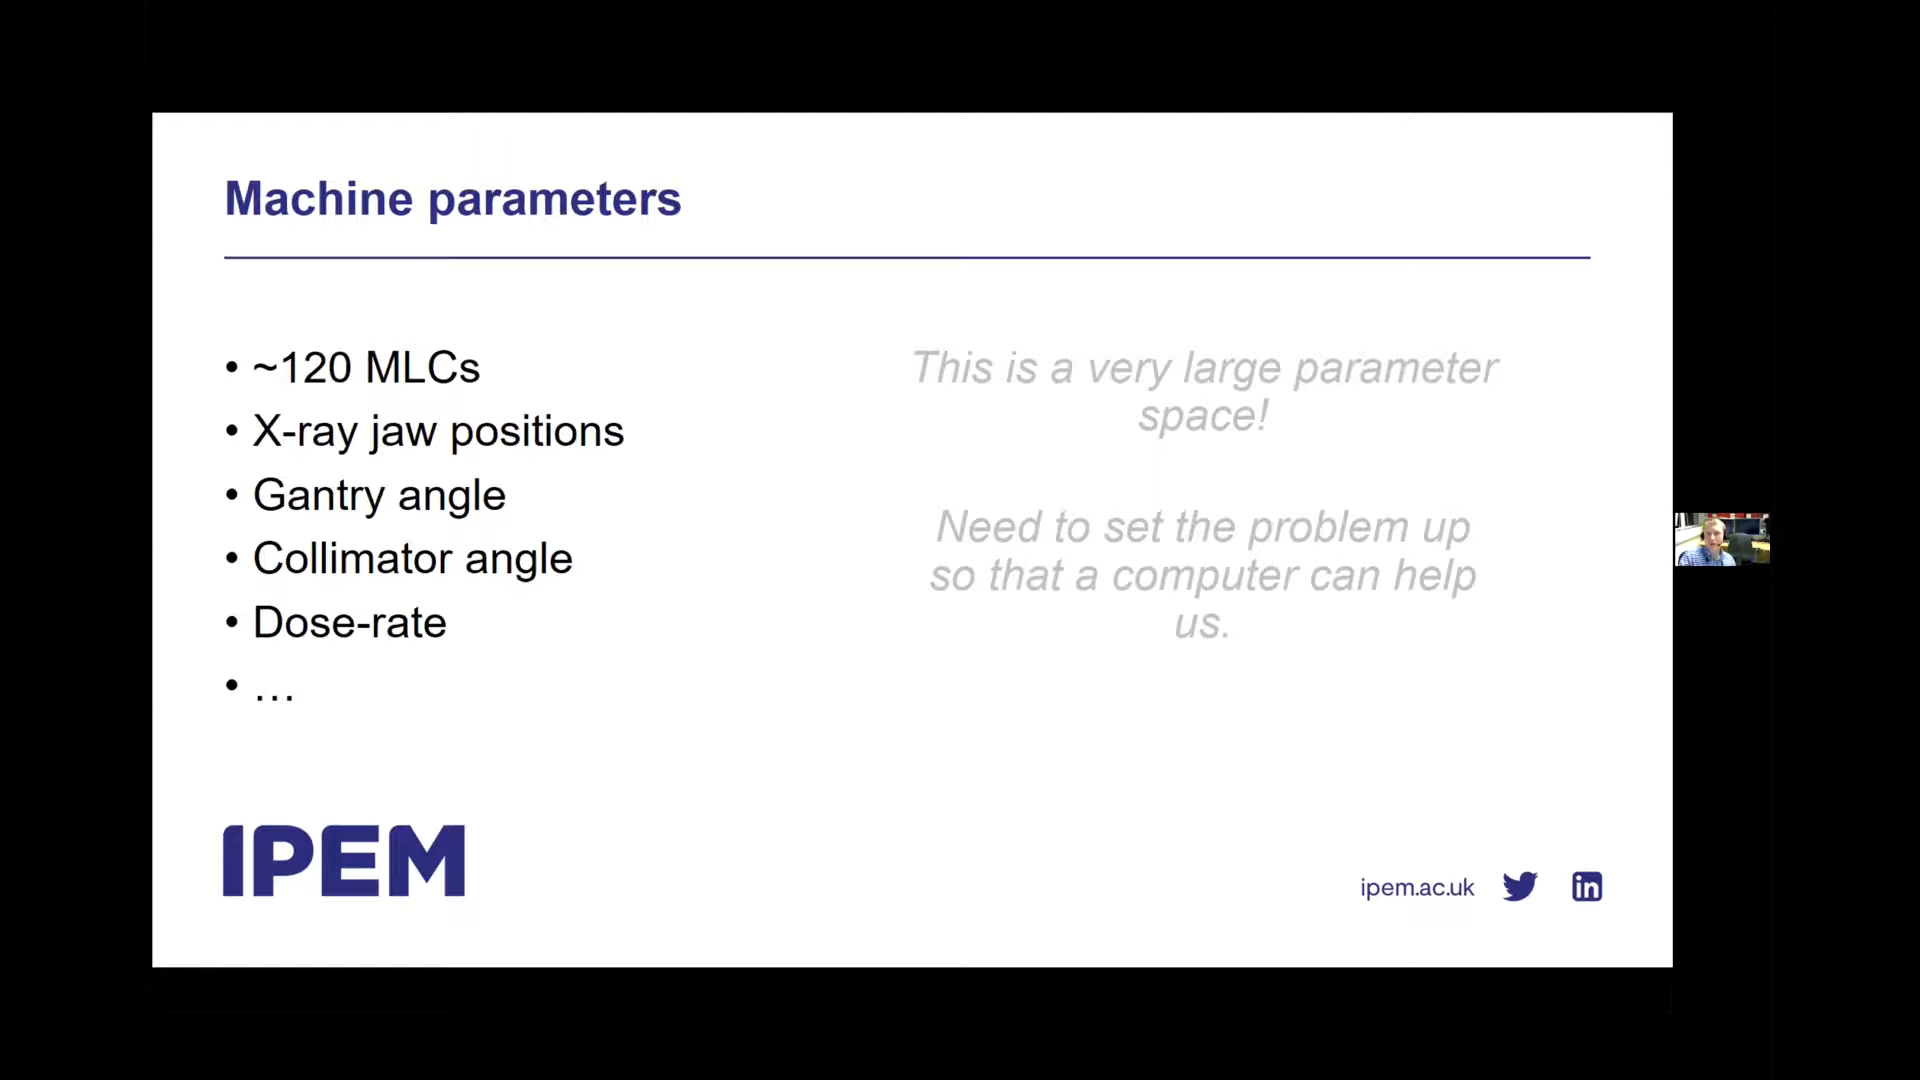 Machine parameters
• ~120 MLCs
• X-ray jaw positions
• Gantry angle
• Collimator angle
• Dose-rate
• …
This is a very large parameter
space!
Need to set the problem up
so that a computer can help
us.
IPEM
ipem.ac.uk
in